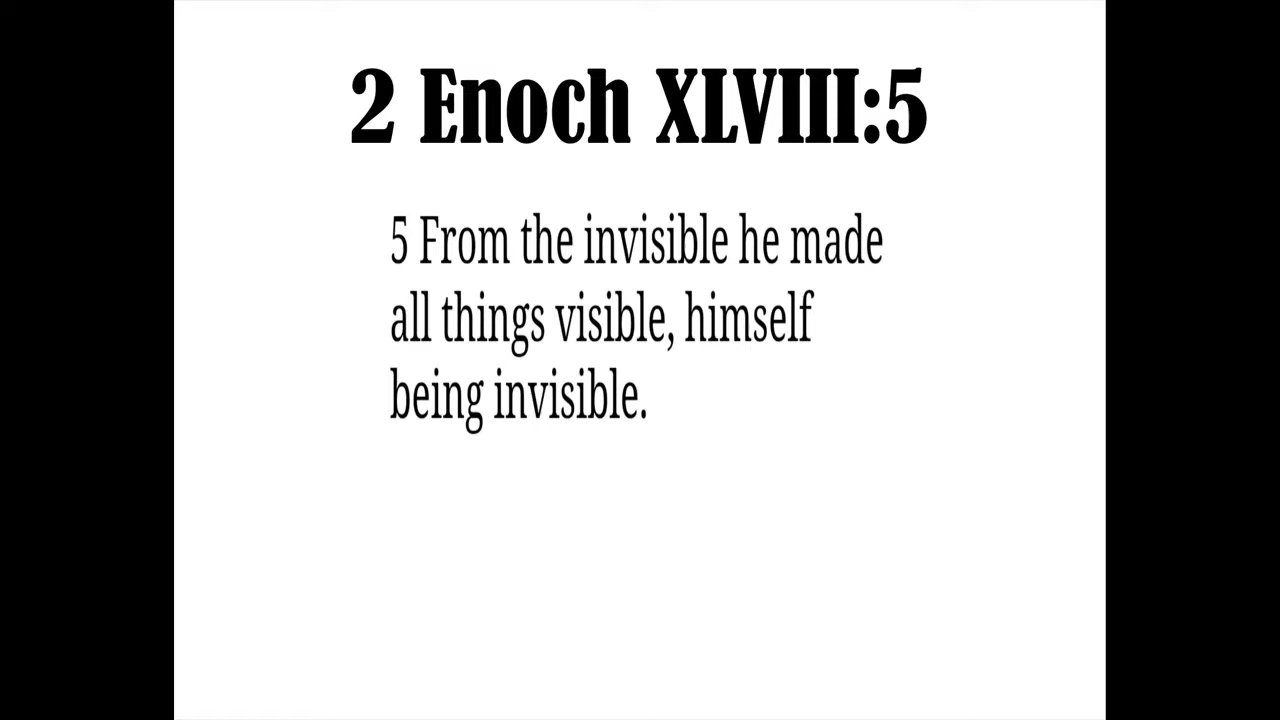 2 Enoch XLVIII:5
5 From the invisible he made
all things visible, himself
being invisible.